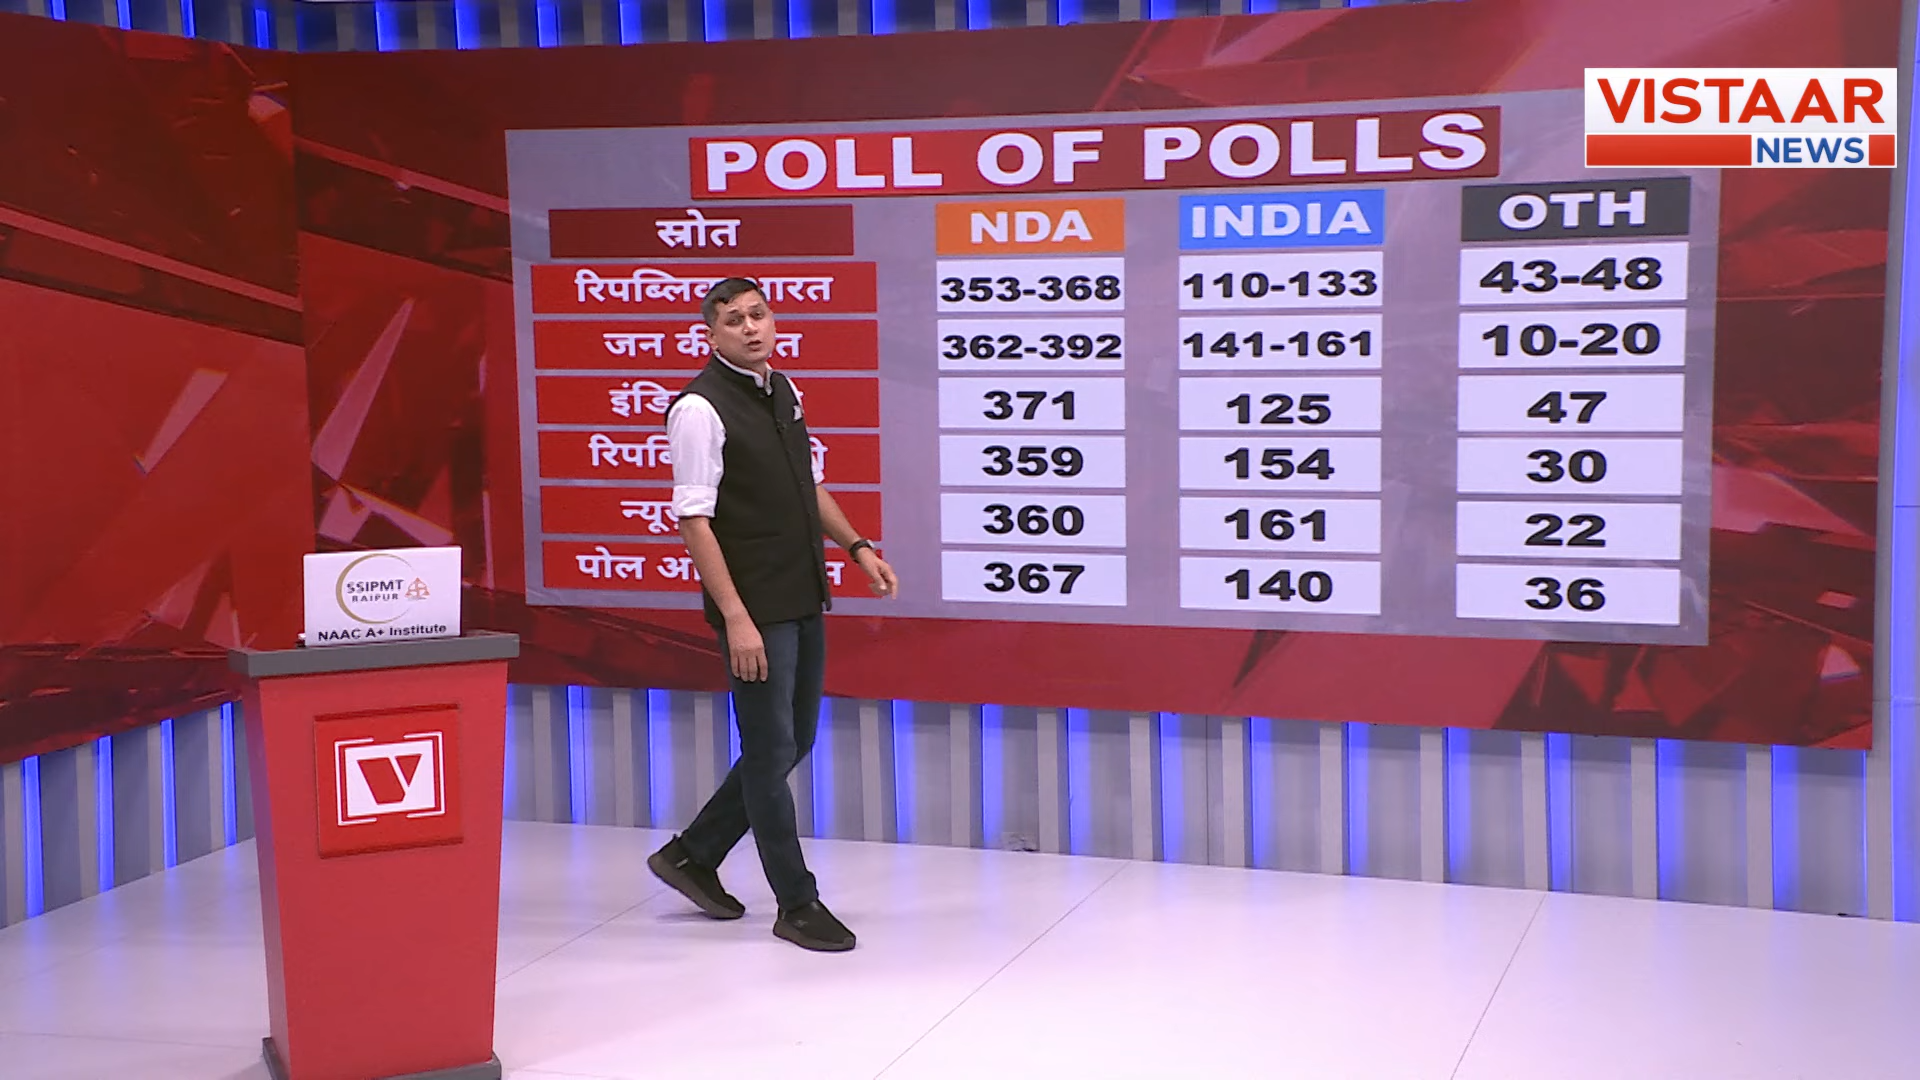 VISTAAR
NEWS
POLL OF POLLS
स्रोत NDA INDIA OTH
353-368 110-133 43-48
जन 362-392 141-161 10-20
371 125 47
359 154 30
360 161 22
पोल 367 140 36
SSIPMT
RAIPUR
NAAC A+ Institute
V